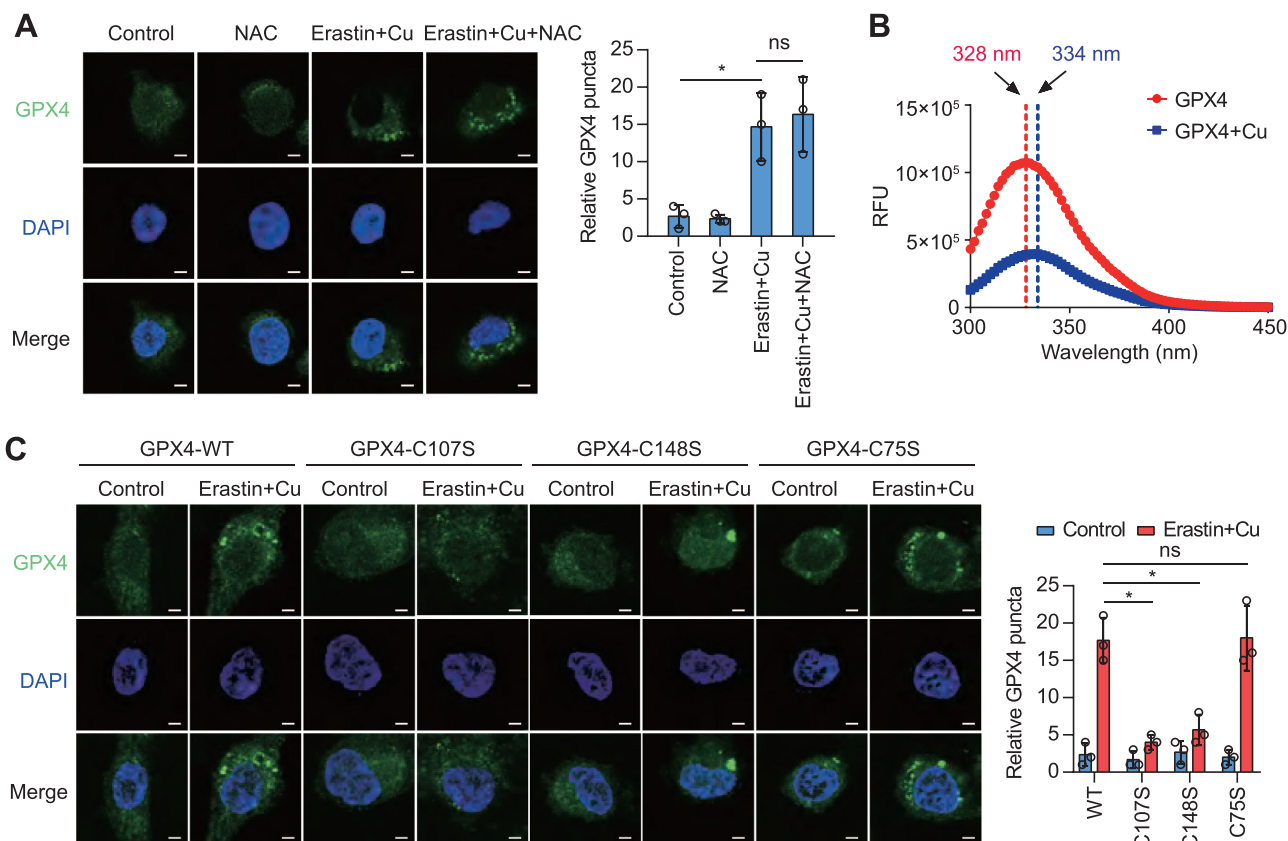 A
Control NAC Erastin+Cu Erastin+Cu+NAC
GPX4
DAPI
Merge
Relative GPX4 puncta
25
20
15
10
5
0
*
ns
Control
NAC
Erastin+Cu
Erastin+Cu+NAC
B
328 nm 334 nm
GPX4
GPX4+Cu
RFU
15×10⁵
10×10⁵
5×10⁵
0
300 350 400 450
Wavelength (nm)
C
GPX4-WT GPX4-C107S GPX4-C148S GPX4-C75S
Control Erastin+Cu Control Erastin+Cu Control Erastin+Cu Control Erastin+Cu
GPX4
DAPI
Merge
Control Erastin+Cu
ns
*
*
Relative GPX4 puncta
25
20
15
10
5
0
WT
C107S
C148S
C75S